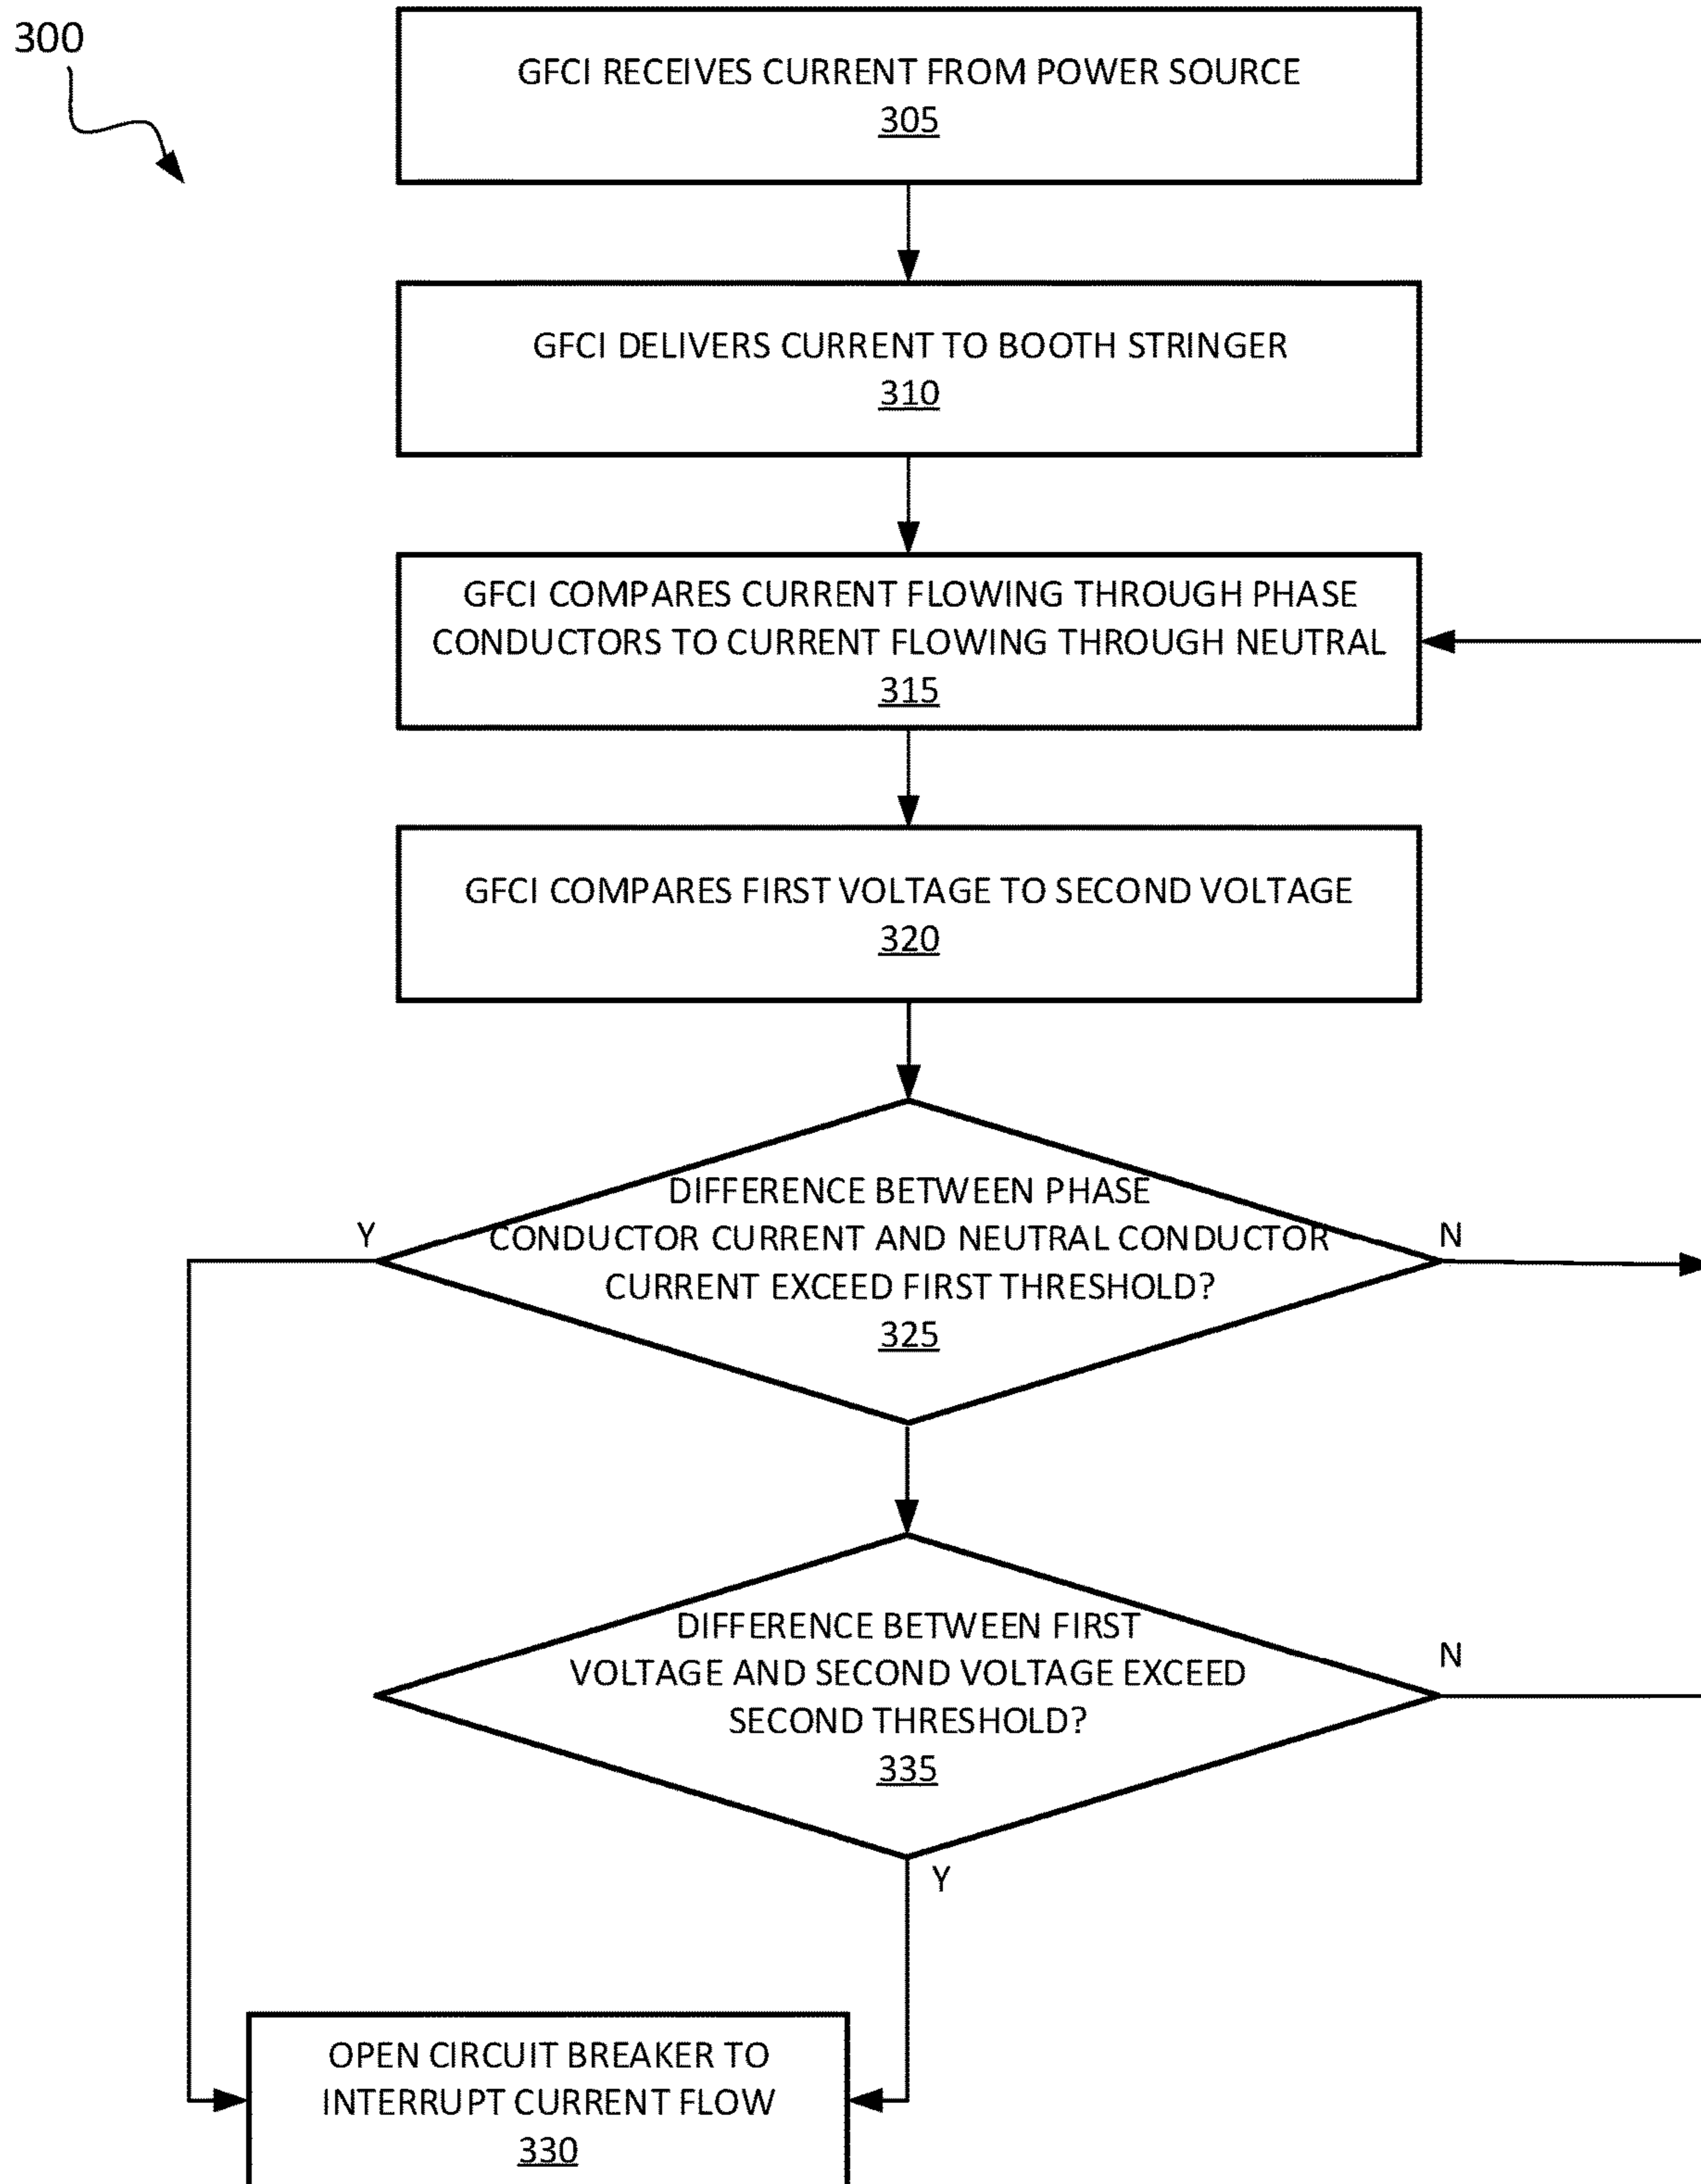 300
GFCI RECEIVES CURRENT FROM POWER SOURCE
305
GFCI DELIVERS CURRENT TO BOOTH STRINGER
310
GFCI COMPARES CURRENT FLOWING THROUGH PHASE
CONDUCTORS TO CURRENT FLOWING THROUGH NEUTRAL
315
GFCI COMPARES FIRST VOLTAGE TO SECOND VOLTAGE
320
DIFFERENCE BETWEEN PHASE
Y
CONDUCTOR CURRENT AND NEUTRAL CONDUCTOR
N
CURRENT EXCEED FIRST THRESHOLD?
325
DIFFERENCE BETWEEN FIRST
N
VOLTAGE AND SECOND VOLTAGE EXCEED
SECOND THRESHOLD?
335
Y
OPEN CIRCUIT BREAKER TO
INTERRUPT CURRENT FLOW
330